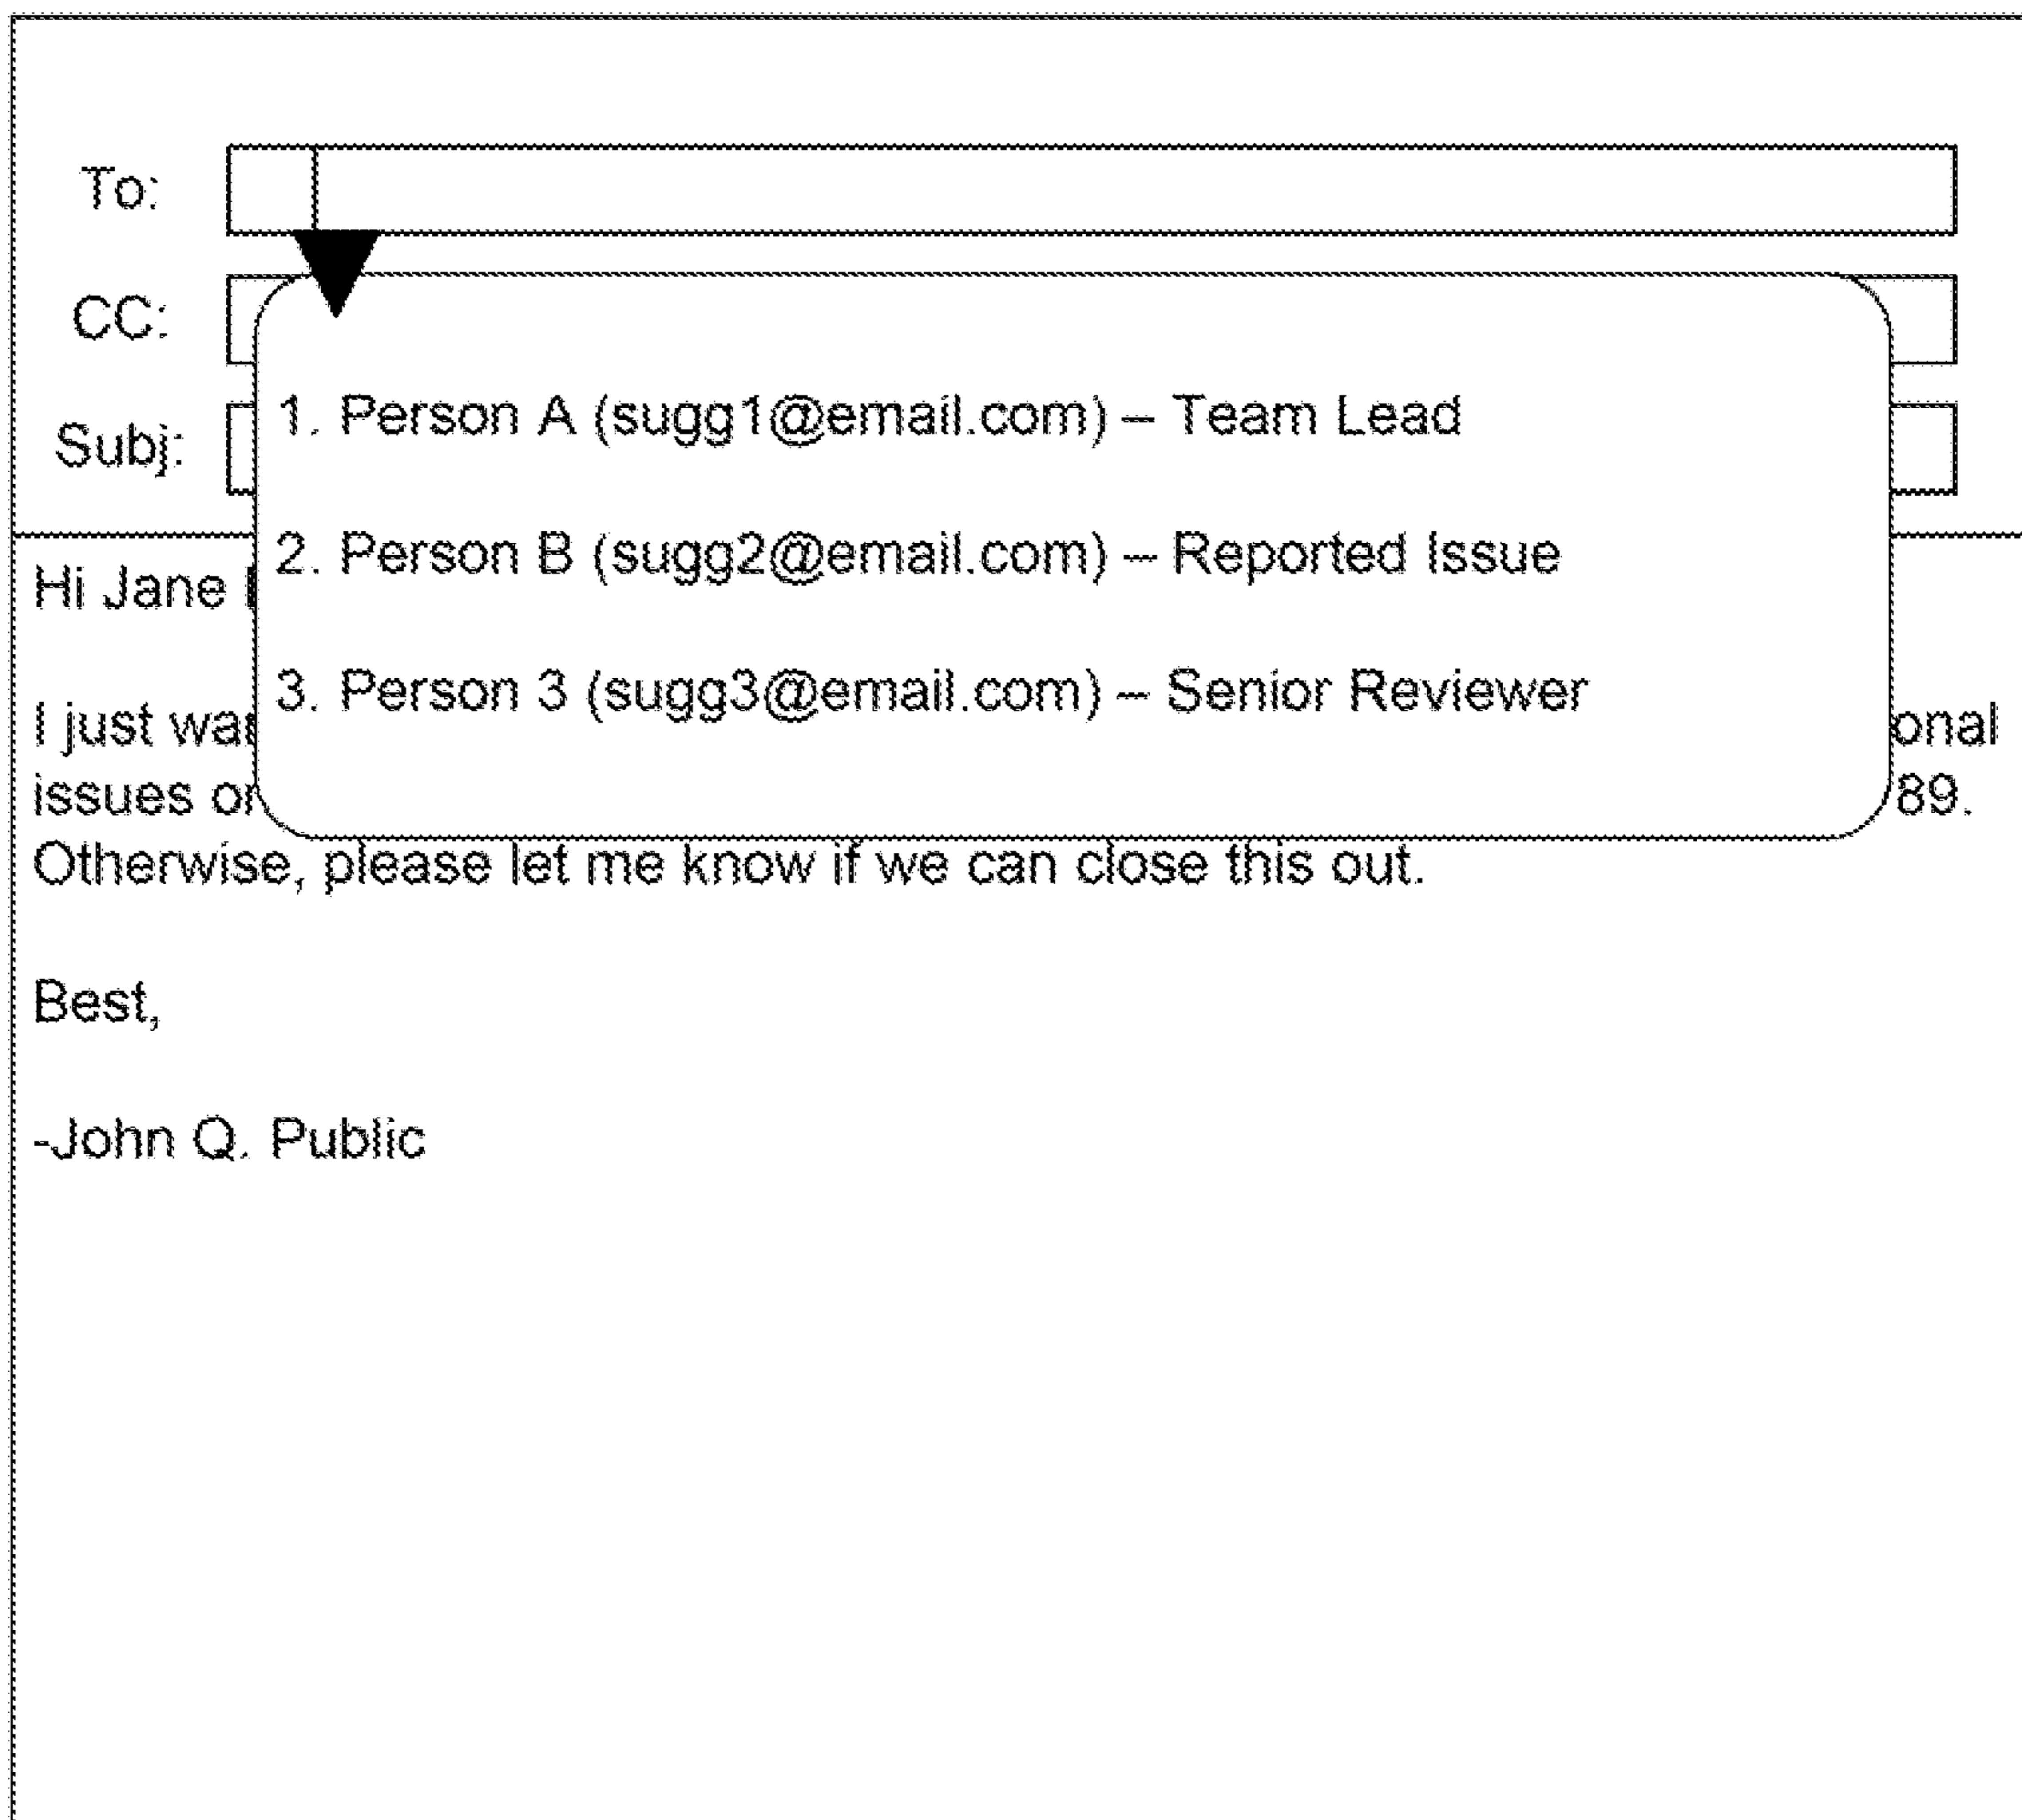 To:
CC:
Subj:
1. Person A (sugg1@email.com) – Team Lead
2. Person B (sugg2@email.com) – Reported Issue
3. Person 3 (sugg3@email.com) – Senior Reviewer
Hi Jane
I just
issues
89.
Otherwise, please let me know if we can close this out.
Best,
-John Q. Public